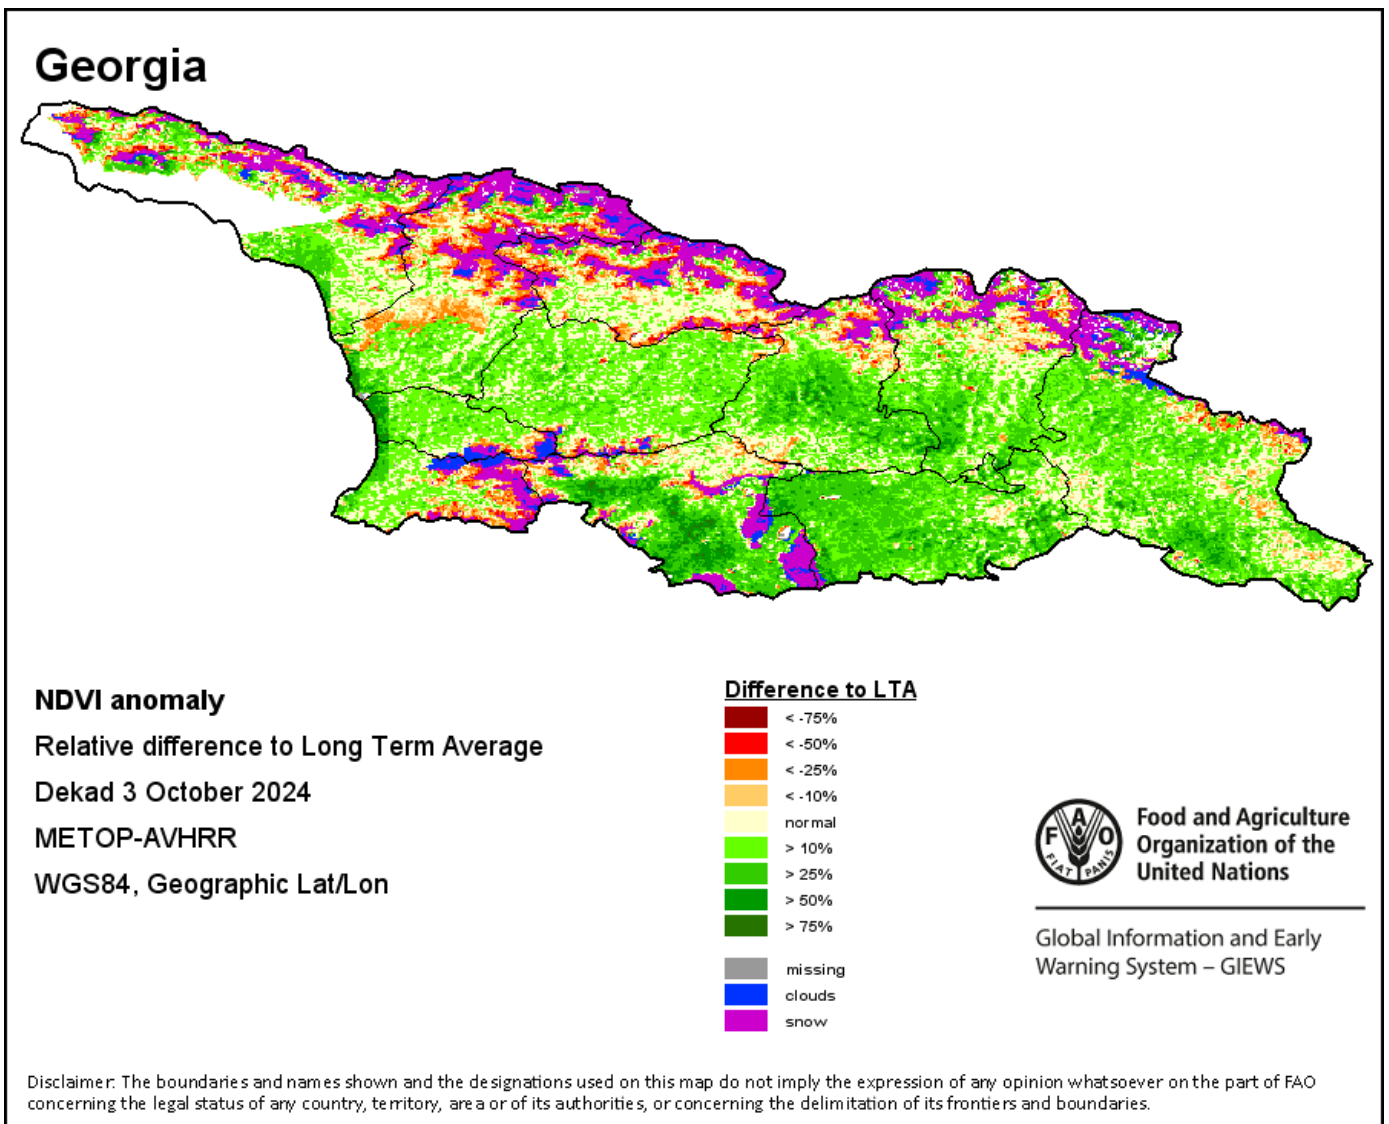 Georgia
NDVI anomaly
Relative difference to Long Term Average
Dekad 3 October 2024
METOP-AVHRR
WGS84, Geographic Lat/Lon
Difference to LTA
< -75%
< -50%
< -25%
< -10%
normal
> 10%
> 25%
> 50%
> 75%
missing
clouds
snow
F A O
FIAT PANIS
Food and Agriculture
Organization of the
United Nations
Global Information and Early
Warning System – GIEWS
Disclaimer: The boundaries and names shown and the designations used on this map do not imply the expression of any opinion whatsoever on the part of FAO
concerning the legal status of any country, territory, area or of its authorities, or concerning the delimitation of its frontiers and boundaries.